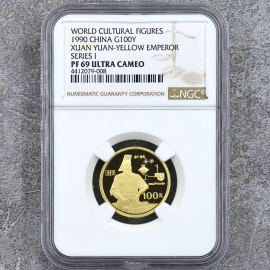 WORLD CULTURAL FIGURES
1990 CHINA G100Y
XUAN YUAN-YELLOW EMPEROR
SERIES I
PF 69 ULTRA CAMEO
4412079-008
NUMISMATIC GUARANTY CORPORATION
NGC
100元